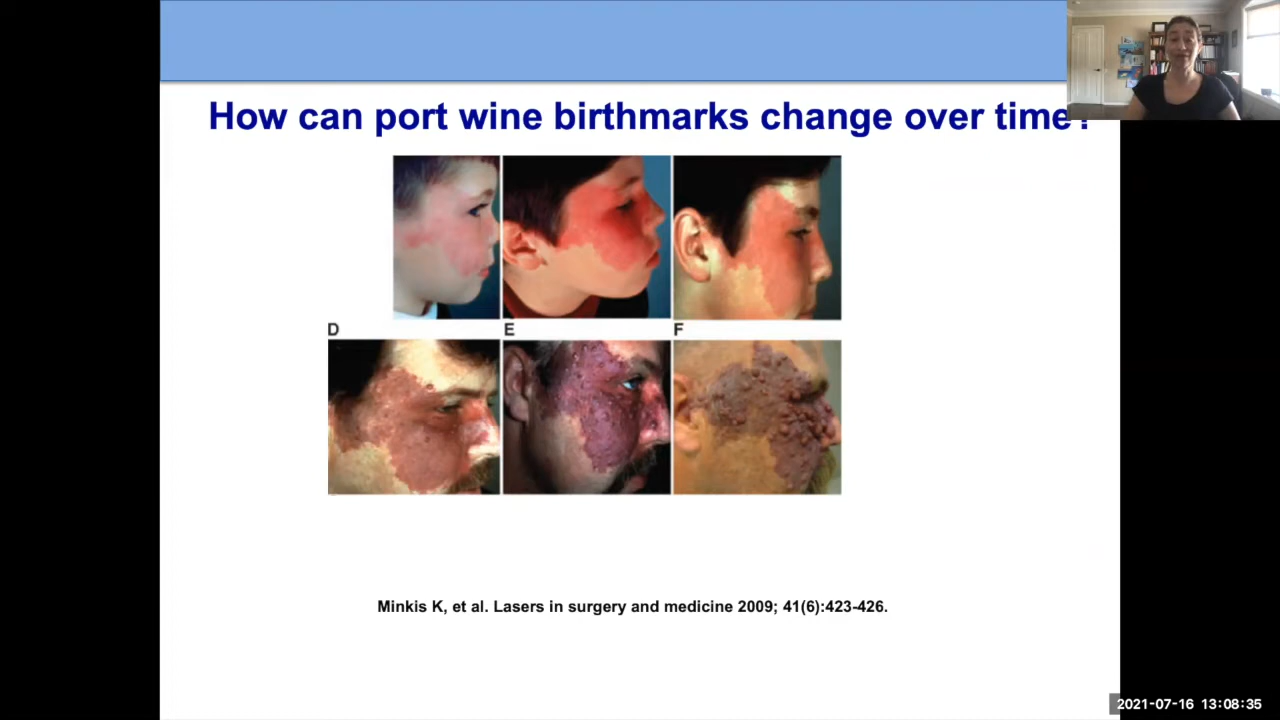 How can port wine birthmarks change over time?
D E F
Minkis K, et al. Lasers in surgery and medicine 2009; 41(6):423-426.
2021-07-16 13:08:35